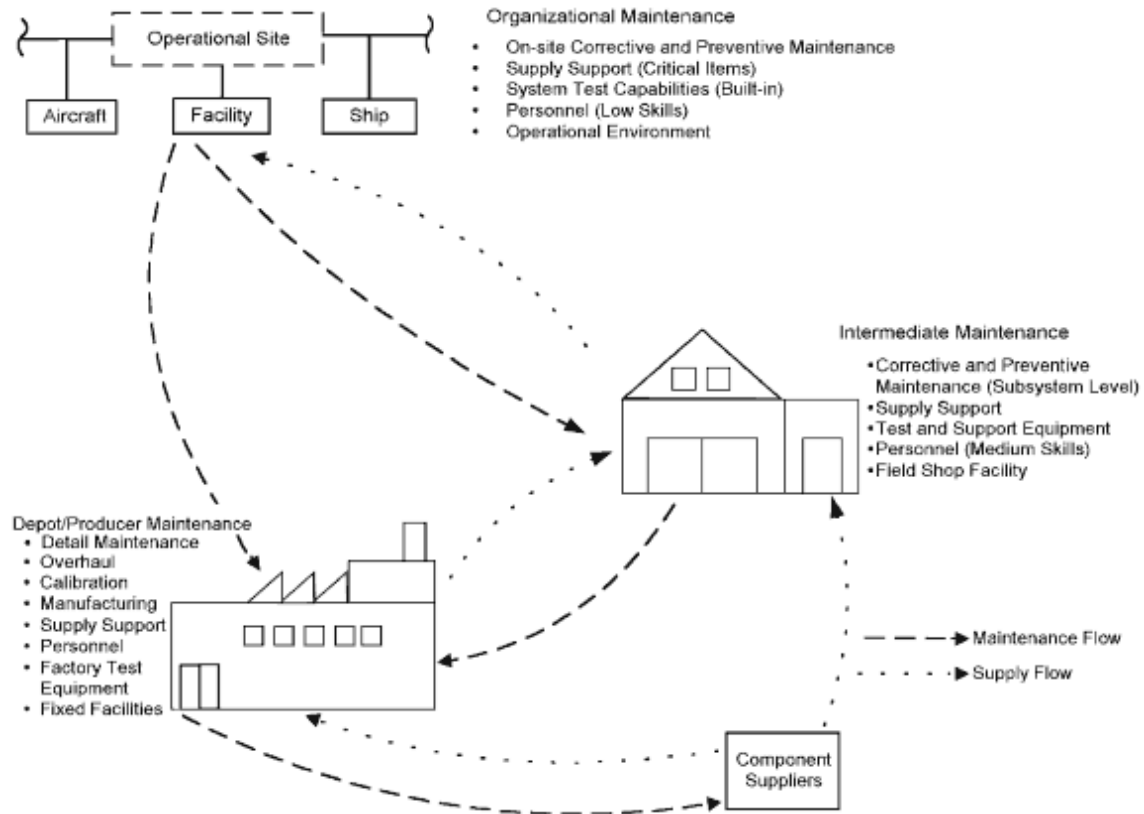 Organizational Maintenance
Operational Site
Aircraft
Facility
Ship
• On-site Corrective and Preventive Maintenance
• Supply Support (Critical Items)
• System Test Capabilities (Built-in)
• Personnel (Low Skills)
• Operational Environment
Intermediate Maintenance
•Corrective and Preventive
Maintenance (Subsystem Level)
•Supply Support
•Test and Support Equipment
•Personnel (Medium Skills)
•Field Shop Facility
Depot/Producer Maintenance
• Detail Maintenance
• Overhaul
• Calibration
• Manufacturing
• Supply Support
• Personnel
• Factory Test
Equipment
• Fixed Facilities
Maintenance Flow
Supply Flow
Component
Suppliers